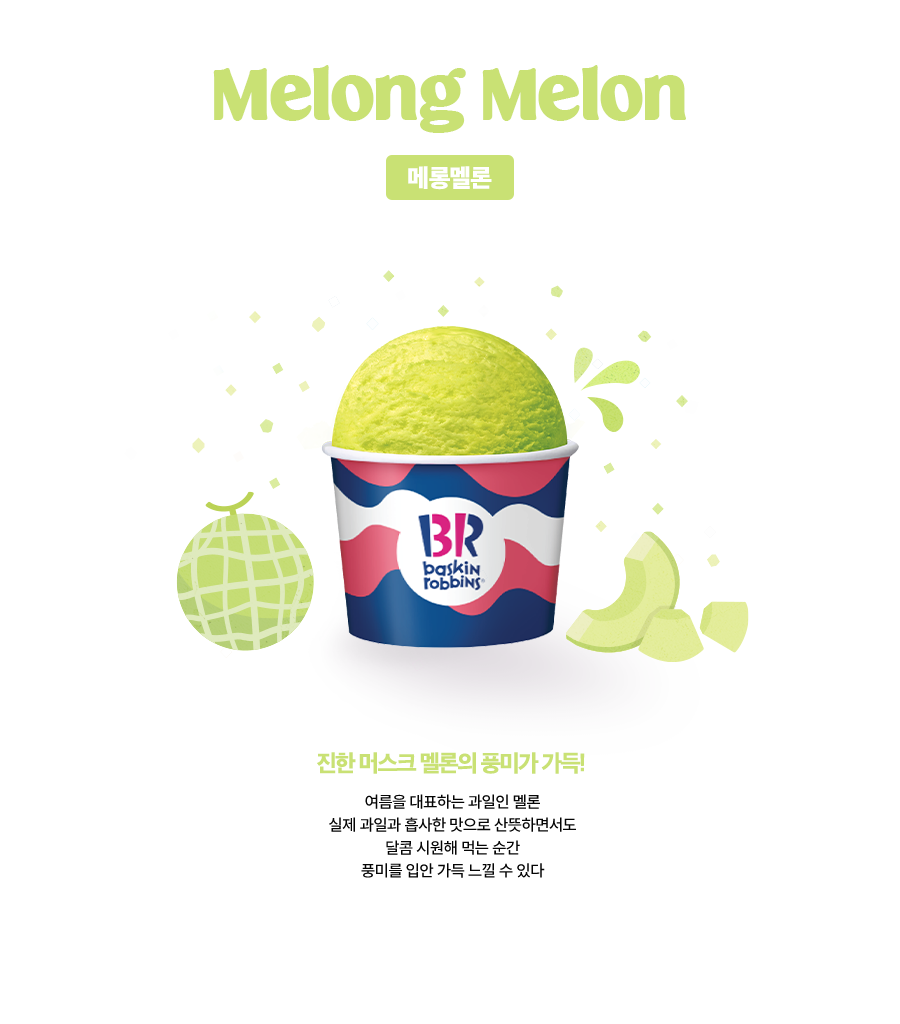 Melong Melon
메롱멜론
BR
baskin
robbins®
진한 머스크 멜론의 풍미가 가득!
여름을 대표하는 과일인 멜론
실제 과일과 흡사한 맛으로 산뜻하면서도
달콤 시원해 먹는 순간
풍미를 입안 가득 느낄 수 있다